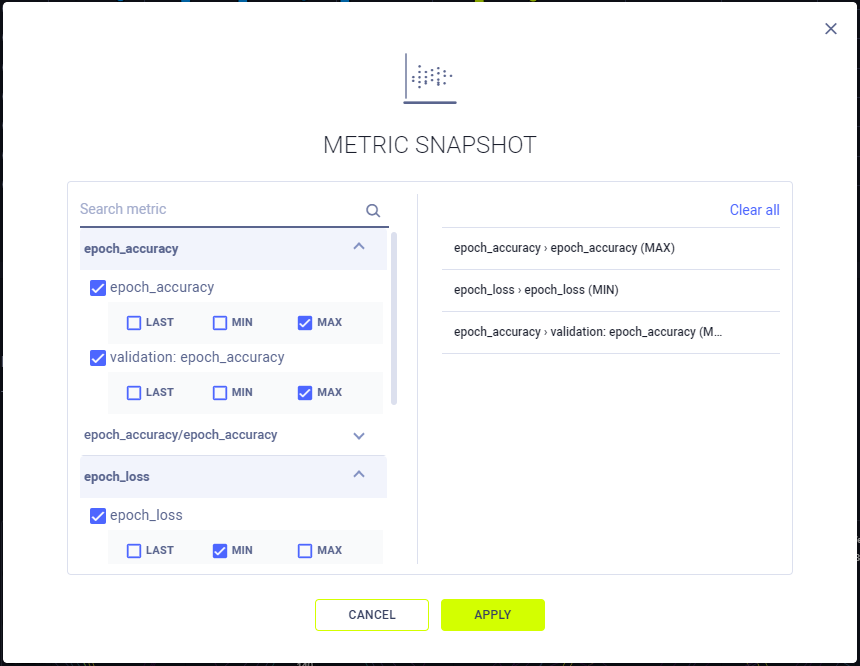 METRIC SNAPSHOT
Search metric
epoch_accuracy
epoch_accuracy
LAST MIN MAX
validation: epoch_accuracy
LAST MIN MAX
epoch_accuracy/epoch_accuracy
epoch_loss
epoch_loss
LAST MIN MAX
Clear all
epoch_accuracy › epoch_accuracy (MAX)
epoch_loss › epoch_loss (MIN)
epoch_accuracy › validation: epoch_accuracy (M...
CANCEL APPLY